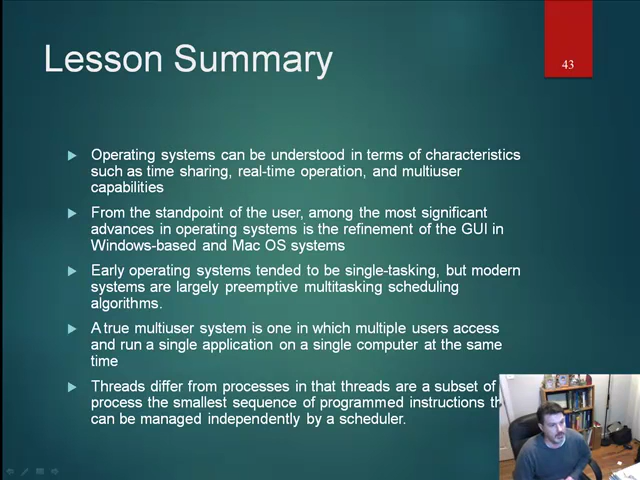 Lesson Summary
43
Operating systems can be understood in terms of characteristics
such as time sharing, real-time operation, and multiuser
capabilities
From the standpoint of the user, among the most significant
advances in operating systems is the refinement of the GUI in
Windows-based and Mac OS systems
Early operating systems tended to be single-tasking, but modern
systems are largely preemptive multitasking scheduling
algorithms.
A true multiuser system is one in which multiple users access
and run a single application on a single computer at the same
time
Threads differ from processes in that threads are a subset of
process the smallest sequence of programmed instructions th
can be managed independently by a scheduler.